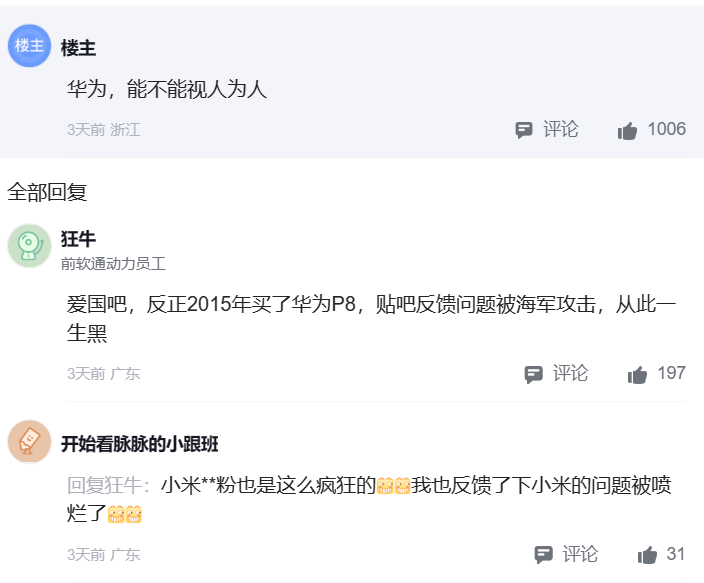 楼主
楼主
华为，能不能视人为人
3天前 浙江
评论
1006
全部回复
狂牛
前软通动力员工
爱国吧，反正2015年买了华为P8，贴吧反馈问题被海军攻击，从此一
生黑
3天前 广东
评论
197
开始看脉脉的小跟班
回复狂牛：小米**粉也是这么疯狂的😁😁我也反馈了下小米的问题被喷
烂了😁😁
3天前 广东
评论
31